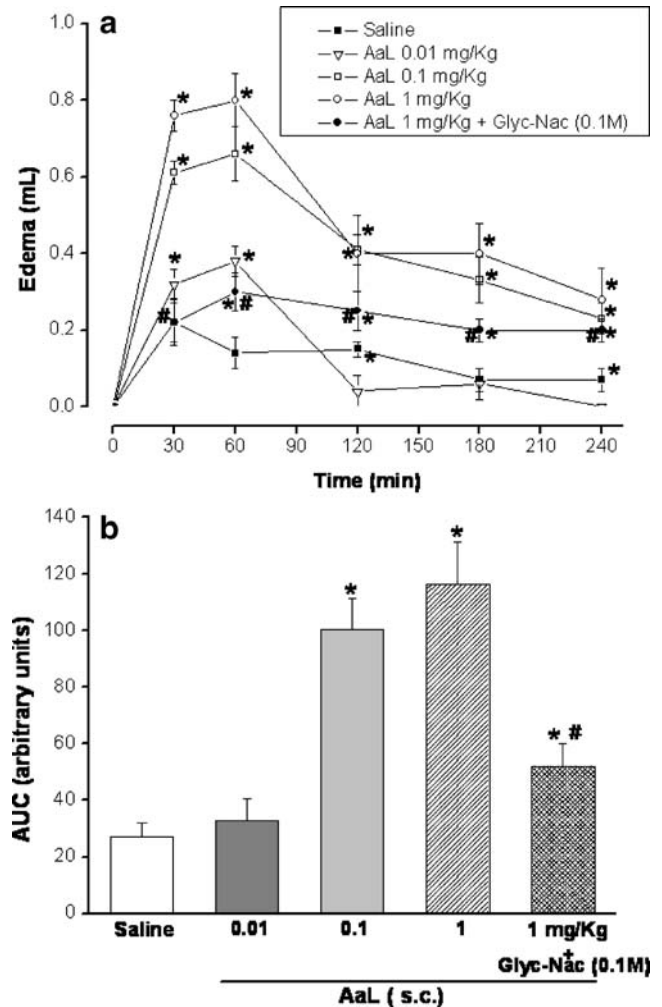 a
Saline
AaL 0.01 mg/Kg
AaL 0.1 mg/Kg
AaL 1 mg/Kg
AaL 1 mg/Kg + Glyc-Nac (0.1M)
Edema (mL)
1.0
0.8
0.6
0.4
0.2
0.0
* * * * * * * * * * * * * * * * * * *
# # # # #
0 30 60 90 120 150 180 210 240
Time (min)
b
AUC (arbitrary units)
140
120
100
80
60
40
20
0
*
*
* #
Saline 0.01 0.1 1 1 mg/Kg
+
Glyc-Nac (0.1M)
AaL ( s.c.)